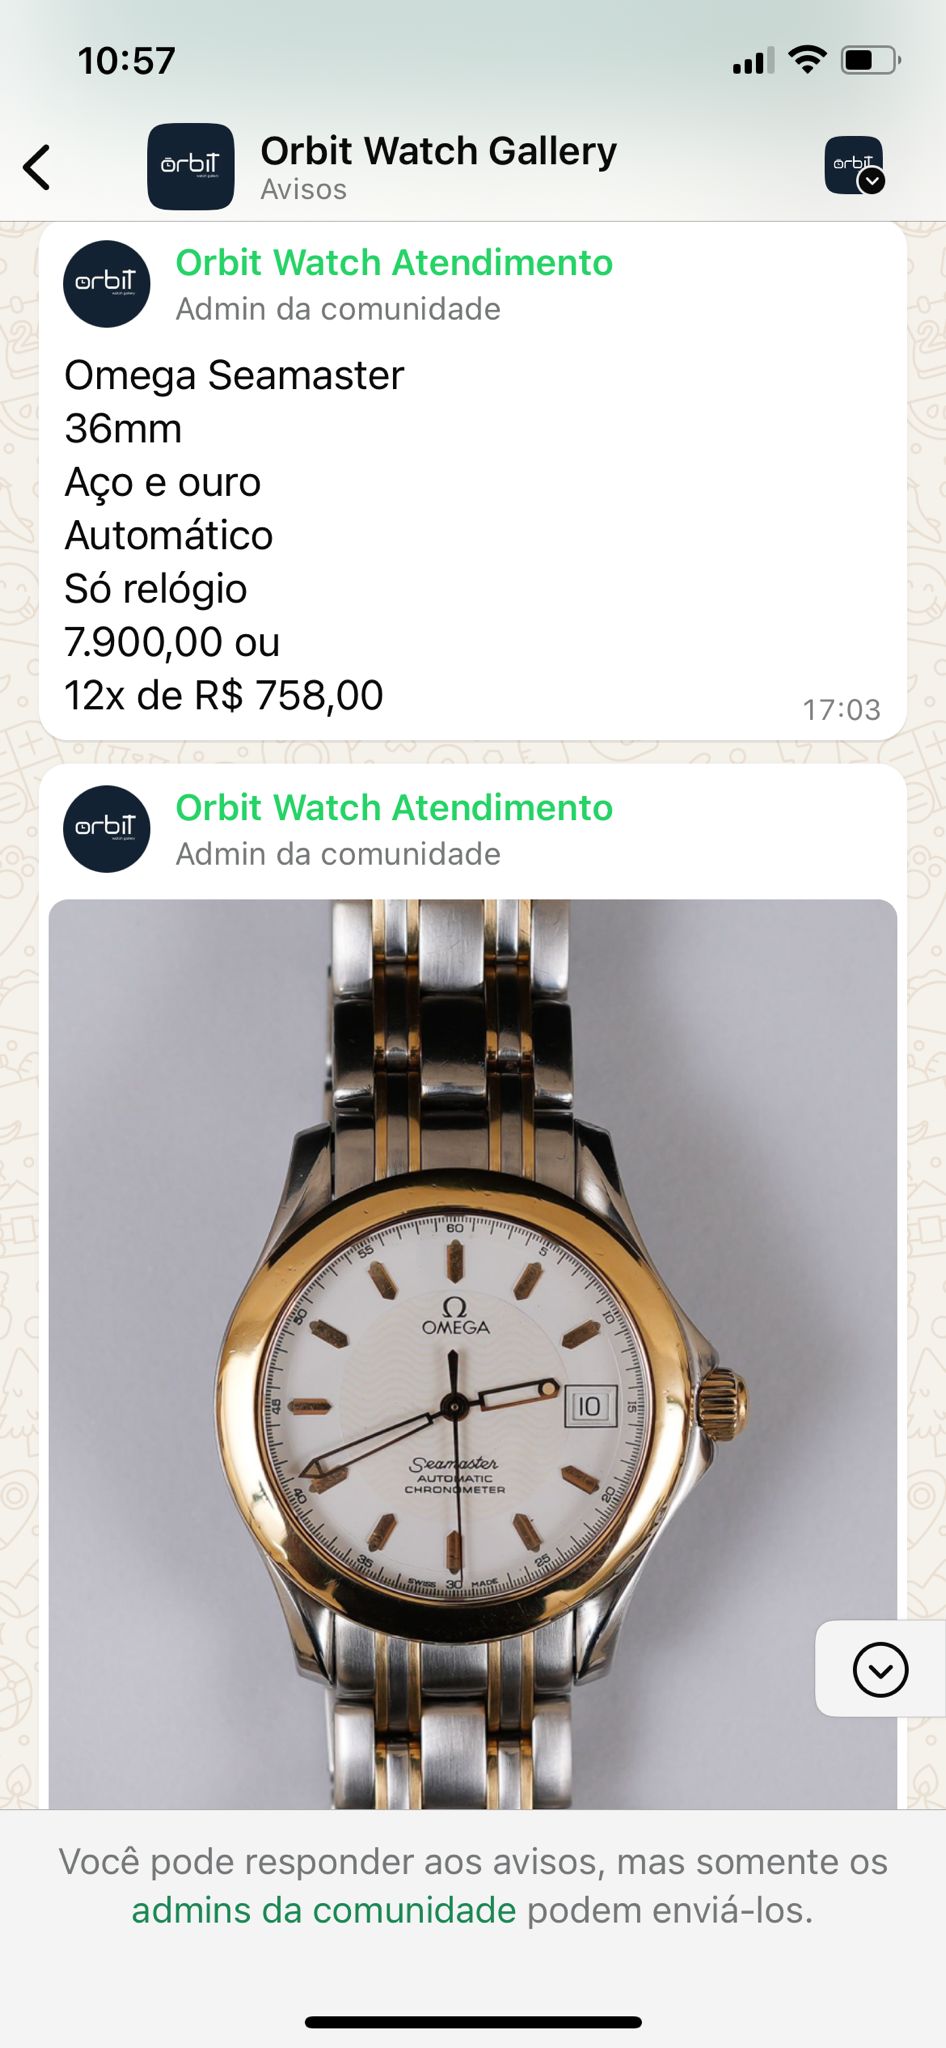 10:57
orbit
Orbit Watch Gallery
Avisos
orbit
orbit
Orbit Watch Atendimento
Admin da comunidade
Omega Seamaster
36mm
Aço e ouro
Automático
Só relógio
7.900,00 ou
12x de R$ 758,00
17:03
orbit
Orbit Watch Atendimento
Admin da comunidade
60
55
5
50
10
Ω
OMEGA
45
10
15
Seamaster
AUTOMATIC
CHRONOMETER
40
20
35
25
SWISS 30 MADE
Você pode responder aos avisos, mas somente os
admins da comunidade podem enviá-los.